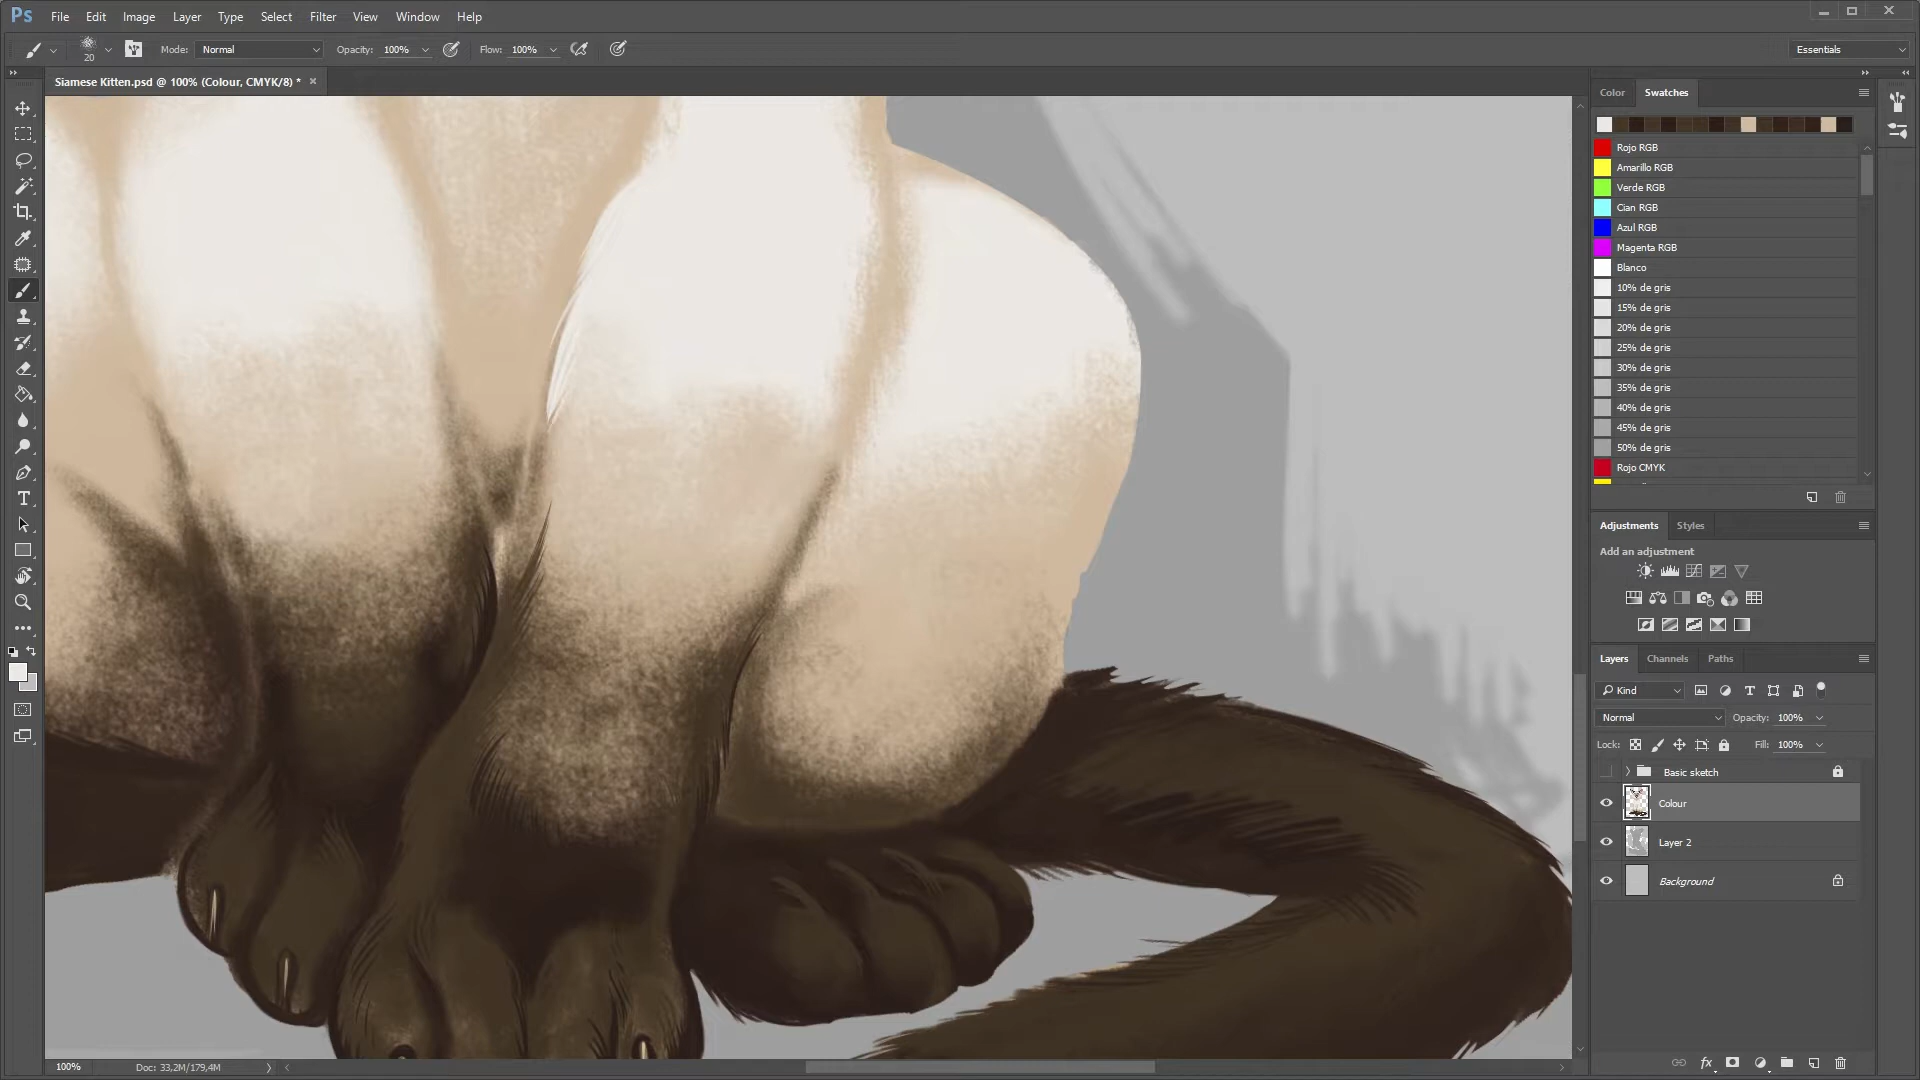 Ps File Edit Image Layer Type Select Filter View Window Help
20 Mode: Normal Opacity: 100% Flow: 100% Essentials
Siamese Kitten.psd @ 100% (Colour, CMYK/8) *
Color Swatches
Rojo RGB
Amarillo RGB
Verde RGB
Cian RGB
Azul RGB
Magenta RGB
Blanco
10% de gris
15% de gris
20% de gris
25% de gris
30% de gris
35% de gris
40% de gris
45% de gris
50% de gris
Rojo CMYK
Adjustments Styles
Add an adjustment
Layers Channels Paths
Kind
Normal Opacity: 100%
Lock: Fill: 100%
Basic sketch
Colour
Layer 2
Background
100% Doc: 33,2M/179,4M
fx